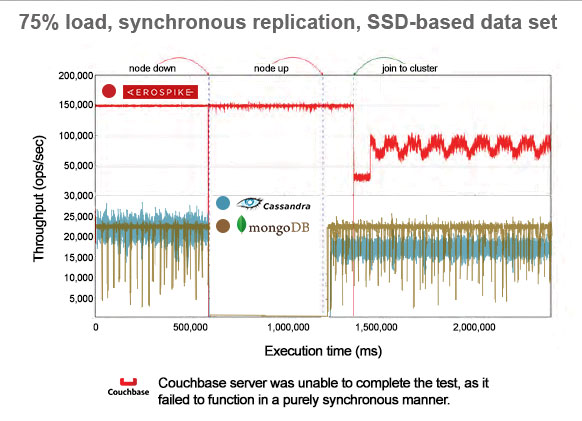 75% load, synchronous replication, SSD-based data set
node down node up join to cluster
200,000
150,000
100,000
50,000
30,000
25,000
20,000
15,000
10,000
5,000
Throughput (ops/sec)
AEROSPIKE
Cassandra
mongoDB
0 500,000 1,000,000 1,500,000 2,000,000
Execution time (ms)
Couchbase
Couchbase server was unable to complete the test, as it
failed to function in a purely synchronous manner.